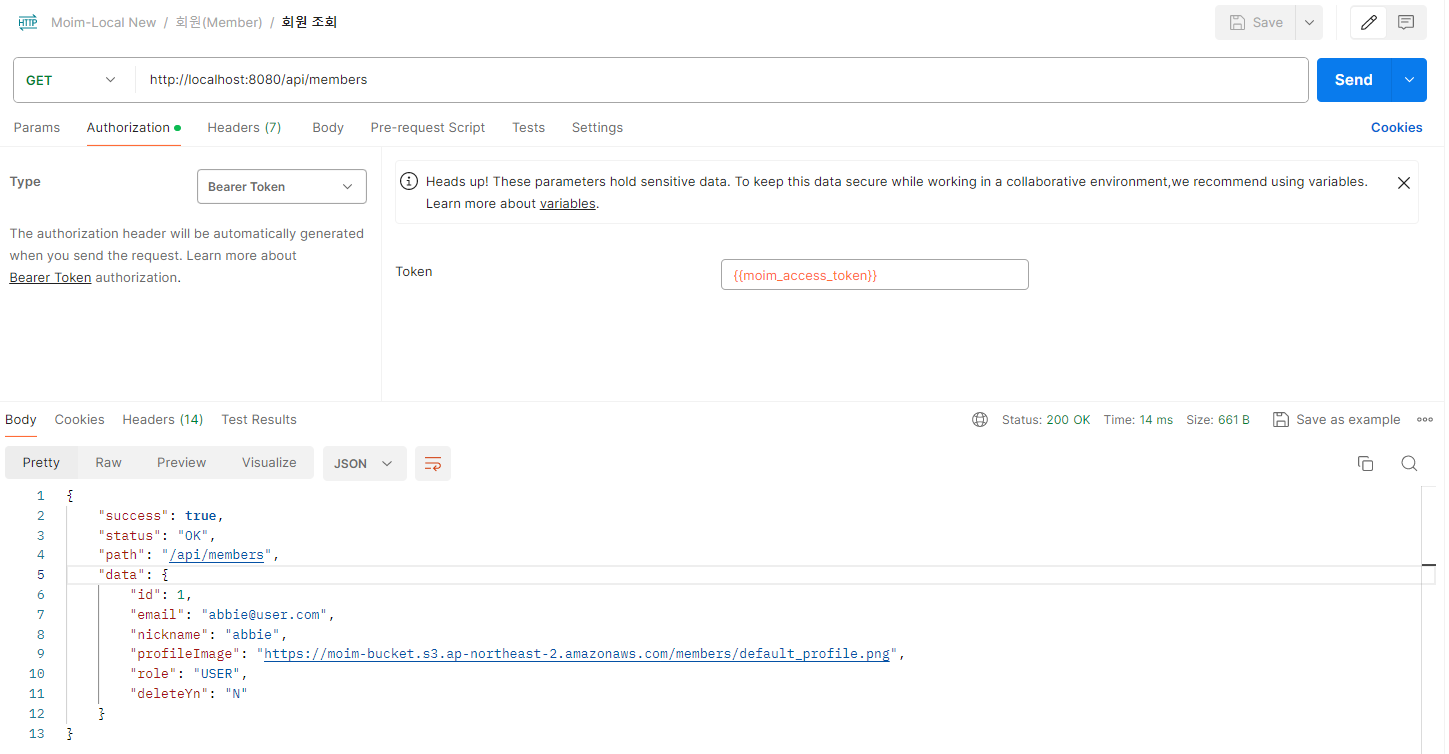 HTTP Moim-Local New / 회원(Member) / 회원 조회 Save
GET http://localhost:8080/api/members Send
Params Authorization Headers (7) Body Pre-request Script Tests Settings Cookies
Type Bearer Token
The authorization header will be automatically generated
when you send the request. Learn more about
Bearer Token authorization.
Heads up! These parameters hold sensitive data. To keep this data secure while working in a collaborative environment,we recommend using variables.
Learn more about variables.
Token {{moim_access_token}}
Body Cookies Headers (14) Test Results Status: 200 OK Time: 14 ms Size: 661 B Save as example
Pretty Raw Preview Visualize JSON
1 {
2 "success": true,
3 "status": "OK",
4 "path": "/api/members",
5 "data": {
6 "id": 1,
7 "email": "abbie@user.com",
8 "nickname": "abbie",
9 "profileImage": "https://moim-bucket.s3.ap-northeast-2.amazonaws.com/members/default_profile.png",
10 "role": "USER",
11 "deleteYn": "N"
12 }
13 }